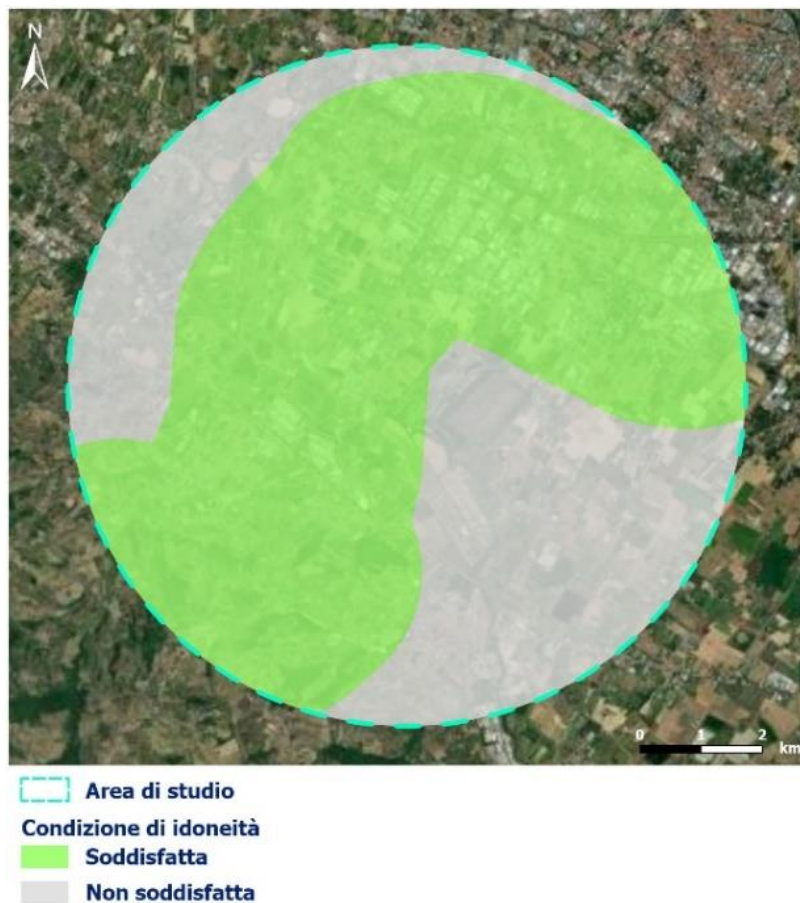 N
0 1 2
km
Area di studio
Condizione di idoneità
Soddisfatta
Non soddisfatta